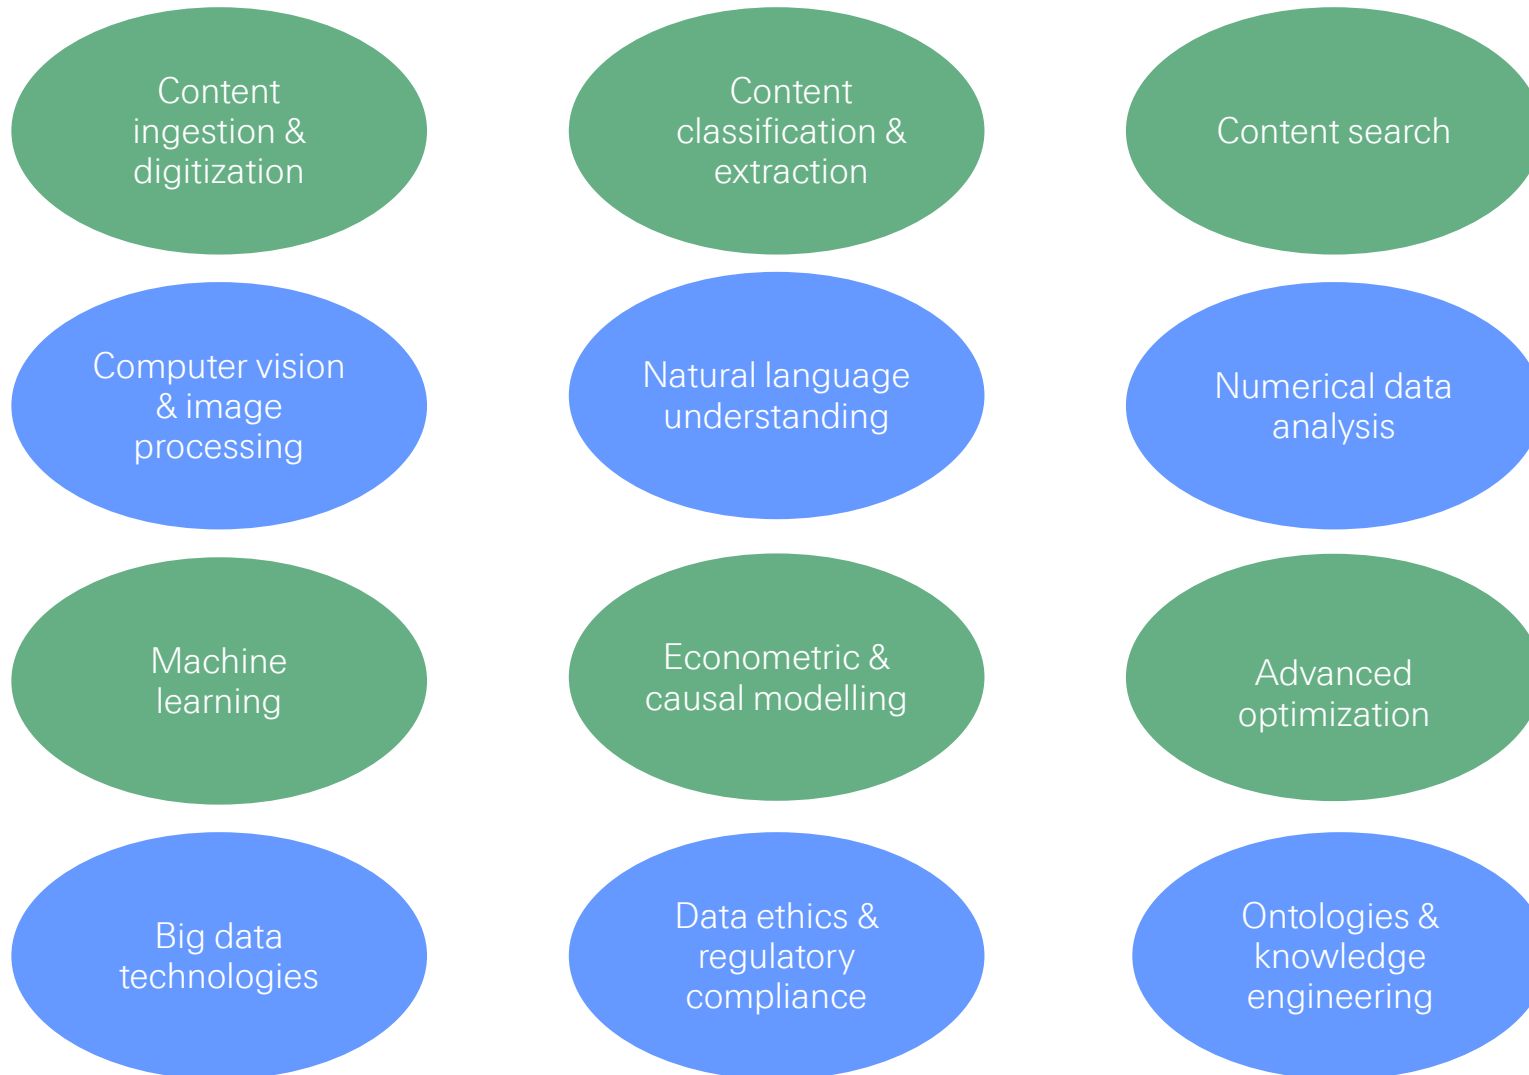 Content
ingestion &
digitization
Content
classification &
extraction
Content search
Computer vision
& image
processing
Natural language
understanding
Numerical data
analysis
Machine
learning
Econometric &
causal modelling
Advanced
optimization
Big data
technologies
Data ethics &
regulatory
compliance
Ontologies &
knowledge
engineering